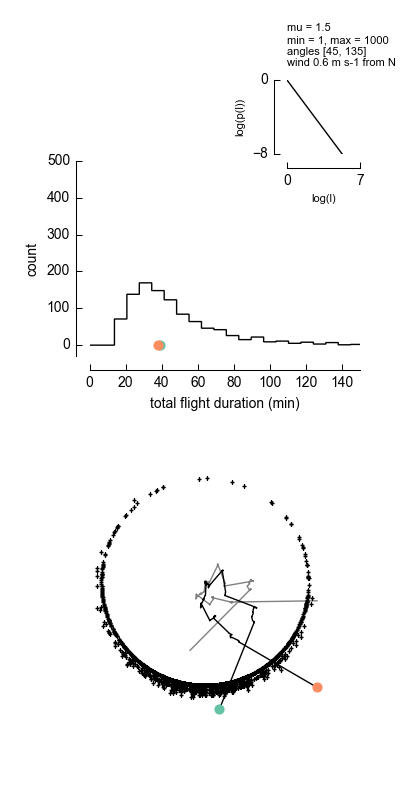 mu = 1.5
min = 1, max = 1000
angles [45, 135]
wind 0.6 m s-1 from N
0
−8
log(p(l))
0 7
log(l)
500
400
300
200
100
0
count
0 20 40 60 80 100 120 140
total flight duration (min)